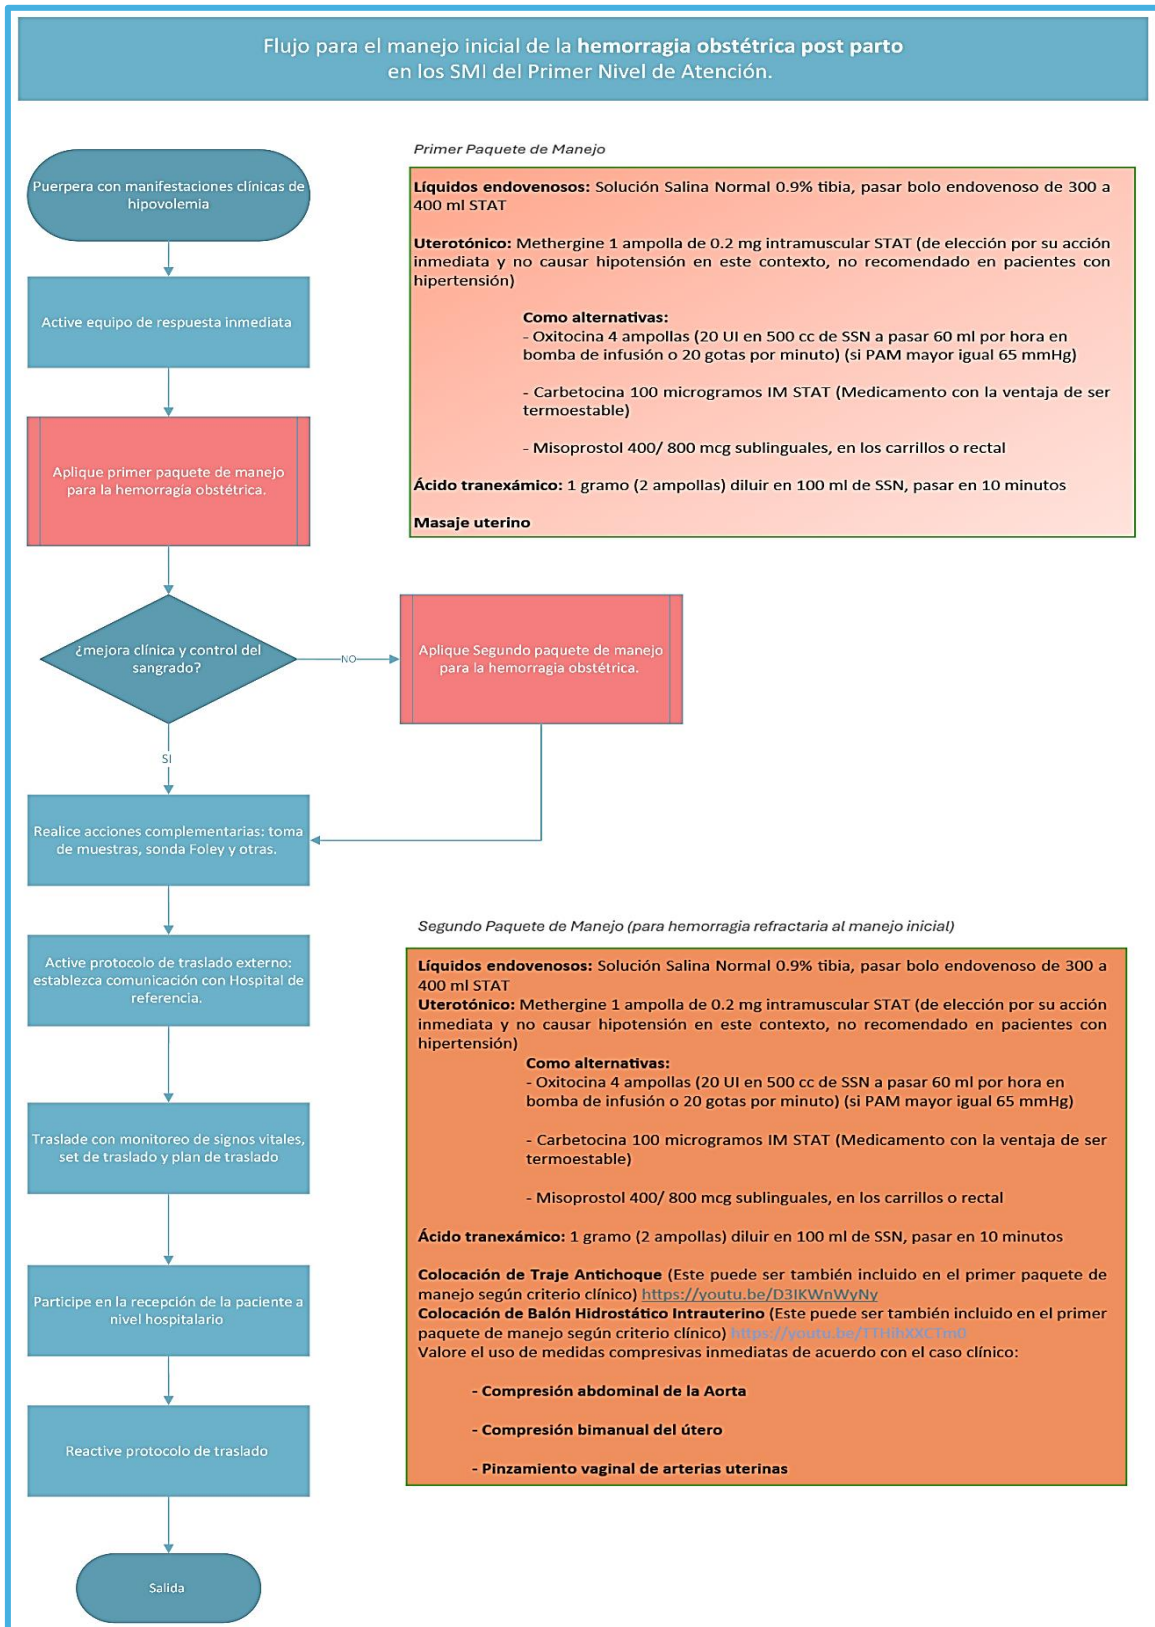 Flujo para el manejo inicial de la hemorragia obstétrica post parto
en los SMI del Primer Nivel de Atención.
Puerpera con manifestaciones clínicas de
hipovolemia
Active equipo de respuesta inmediata
Aplique primer paquete de manejo
para la hemorragia obstétrica.
Primer Paquete de Manejo
Líquidos endovenosos: Solución Salina Normal 0.9% tibia, pasar bolo endovenoso de 300 a
400 ml STAT
Uterotónico: Methergine 1 ampolla de 0.2 mg intramuscular STAT (de elección por su acción
inmediata y no causar hipotensión en este contexto, no recomendado en pacientes con
hipertensión)
Como alternativas:
- Oxitocina 4 ampollas (20 UI en 500 cc de SSN a pasar 60 ml por hora en
bomba de infusión o 20 gotas por minuto) (si PAM mayor igual 65 mmHg)
- Carbetocina 100 microgramos IM STAT (Medicamento con la ventaja de ser
termoestable)
- Misoprostol 400/ 800 mcg sublinguales, en los carrillos o rectal
Ácido tranexámico: 1 gramo (2 ampollas) diluir en 100 ml de SSN, pasar en 10 minutos
Masaje uterino
¿mejora clínica y control del
sangrado?
NO
Aplique Segundo paquete de manejo
para la hemorragia obstétrica.
SI
Realice acciones complementarias: toma
de muestras, sonda Foley y otras.
Active protocolo de traslado externo:
establezca comunicación con Hospital de
referencia.
Traslade con monitoreo de signos vitales,
set de traslado y plan de traslado
Participe en la recepción de la paciente a
nivel hospitalario
Reactive protocolo de traslado
Salida
Segundo Paquete de Manejo (para hemorragia refractaria al manejo inicial)
Líquidos endovenosos: Solución Salina Normal 0.9% tibia, pasar bolo endovenoso de 300 a
400 ml STAT
Uterotónico: Methergine 1 ampolla de 0.2 mg intramuscular STAT (de elección por su acción
inmediata y no causar hipotensión en este contexto, no recomendado en pacientes con
hipertensión)
Como alternativas:
- Oxitocina 4 ampollas (20 UI en 500 cc de SSN a pasar 60 ml por hora en
bomba de infusión o 20 gotas por minuto) (si PAM mayor igual 65 mmHg)
- Carbetocina 100 microgramos IM STAT (Medicamento con la ventaja de ser
termoestable)
- Misoprostol 400/ 800 mcg sublinguales, en los carrillos o rectal
Ácido tranexámico: 1 gramo (2 ampollas) diluir en 100 ml de SSN, pasar en 10 minutos
Colocación de Traje Antichoque (Este puede ser también incluido en el primer paquete de
manejo según criterio clínico) https://youtu.be/D3IKWnWyNy
Colocación de Balón Hidrostático Intrauterino (Este puede ser también incluido en el primer
paquete de manejo según criterio clínico) https://youtu.be/TTHihXXCTm0
Valore el uso de medidas compresivas inmediatas de acuerdo con el caso clínico:
- Compresión abdominal de la Aorta
- Compresión bimanual del útero
- Pinzamiento vaginal de arterias uterinas